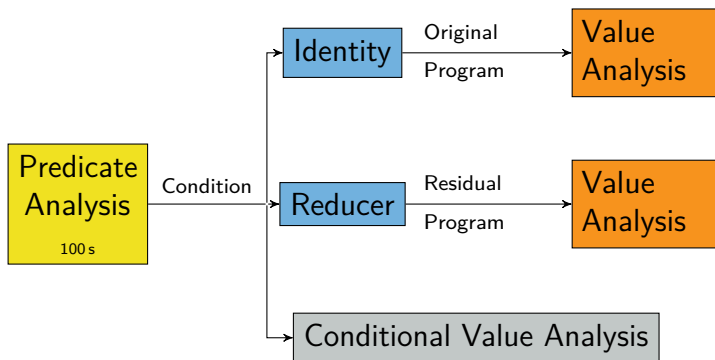 Identity
Original
Program
Value
Analysis
Predicate
Analysis
100 s
Condition
Reducer
Residual
Program
Value
Analysis
Conditional Value Analysis